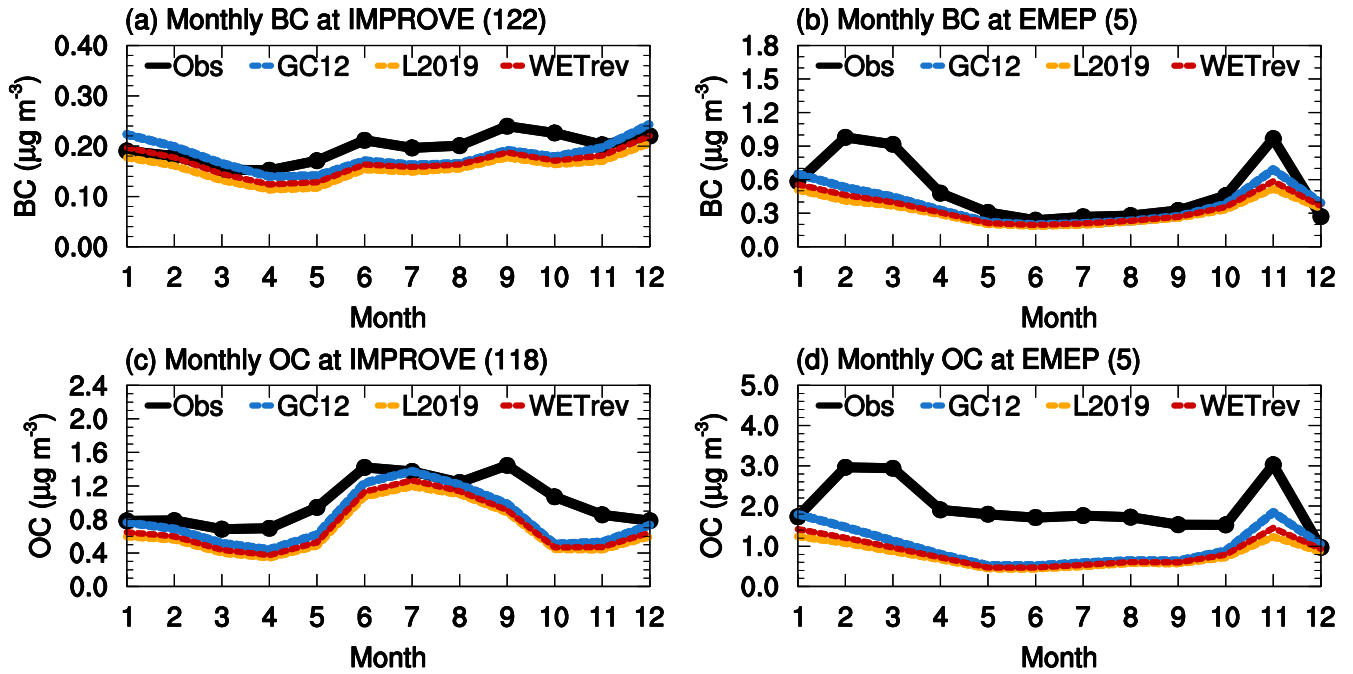 (a) Monthly BC at IMPROVE (122)
0.40
0.30
0.20
0.10
0.00
BC (µg m-3)
Obs GC12 L2019 WETrev
1 2 3 4 5 6 7 8 9 10 11 12
Month
(b) Monthly BC at EMEP (5)
1.8
1.5
1.2
0.9
0.6
0.3
0.0
BC (µg m-3)
Obs GC12 L2019 WETrev
1 2 3 4 5 6 7 8 9 10 11 12
Month
(c) Monthly OC at IMPROVE (118)
2.4
2.0
1.6
1.2
0.8
0.4
0.0
OC (µg m-3)
Obs GC12 L2019 WETrev
1 2 3 4 5 6 7 8 9 10 11 12
Month
(d) Monthly OC at EMEP (5)
5.0
4.0
3.0
2.0
1.0
0.0
OC (µg m-3)
Obs GC12 L2019 WETrev
1 2 3 4 5 6 7 8 9 10 11 12
Month